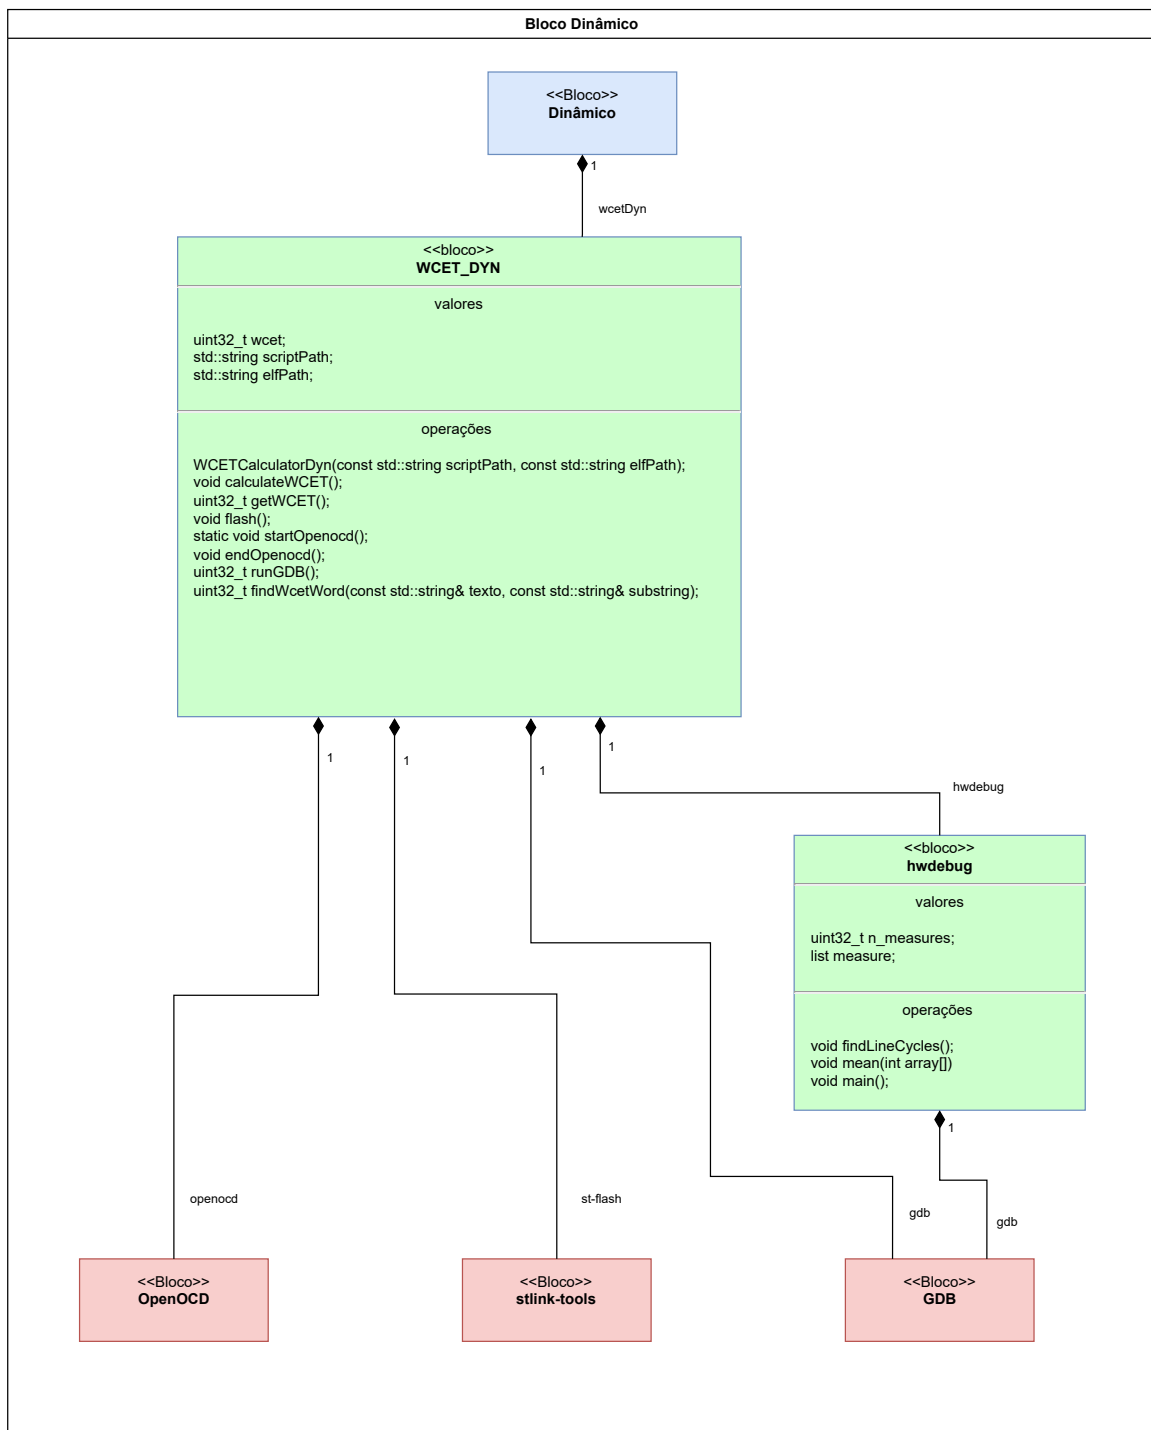 Bloco Dinâmico
<<Bloco>>
Dinâmico
1
wcetDyn
<<bloco>>
WCET_DYN
valores
uint32_t wcet;
std::string scriptPath;
std::string elfPath;
operações
WCETCalculatorDyn(const std::string scriptPath, const std::string elfPath);
void calculateWCET();
uint32_t getWCET();
void flash();
static void startOpenocd();
void endOpenocd();
uint32_t runGDB();
uint32_t findWcetWord(const std::string& texto, const std::string& substring);
1
1
1
1
hwdebug
<<bloco>>
hwdebug
valores
uint32_t n_measures;
list measure;
operações
void findLineCycles();
void mean(int array[])
void main();
1
openocd
st-flash
gdb
gdb
<<Bloco>>
OpenOCD
<<Bloco>>
stlink-tools
<<Bloco>>
GDB